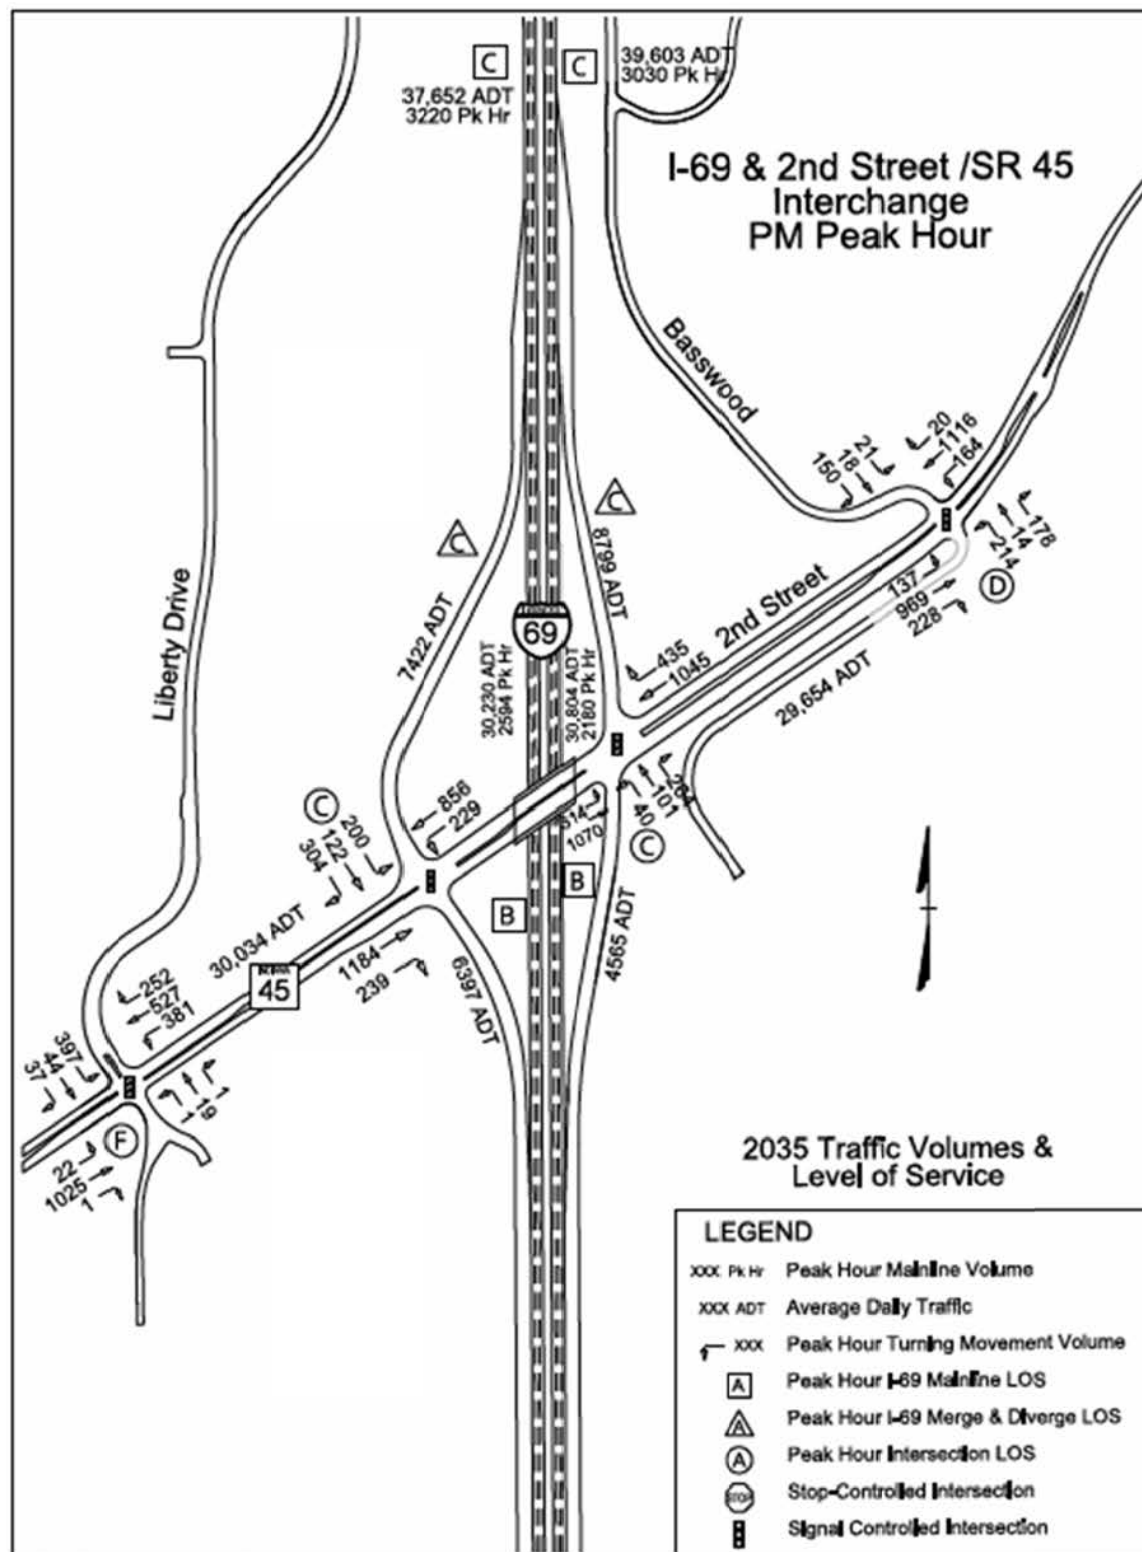 C
C
37,652 ADT
3220 Pk Hr
39,603 ADT
3030 Pk Hr
I-69 & 2nd Street /SR 45
Interchange
PM Peak Hour
Basswood
20
1116
164
21
18
150
178
14
214
D
137
969
228
C
C
8799 ADT
7422 ADT
69
2nd Street
435
1045
29,654 ADT
30,230 ADT
2594 Pk Hr
30,804 ADT
2180 Pk Hr
Liberty Drive
856
229
264
101
40
C
314
1070
C
200
122
304
B
B
4565 ADT
6397 ADT
1184
239
30,034 ADT
45
252
527
381
397
44
37
1
19
1
F
22
1025
1
2035 Traffic Volumes &
Level of Service
LEGEND
XXX Pk Hr Peak Hour Mainline Volume
XXX ADT Average Daily Traffic
XXX Peak Hour Turning Movement Volume
A Peak Hour I-69 Mainline LOS
A Peak Hour I-69 Merge & Diverge LOS
A Peak Hour Intersection LOS
STOP Stop-Controlled Intersection
Signal Controlled Intersection